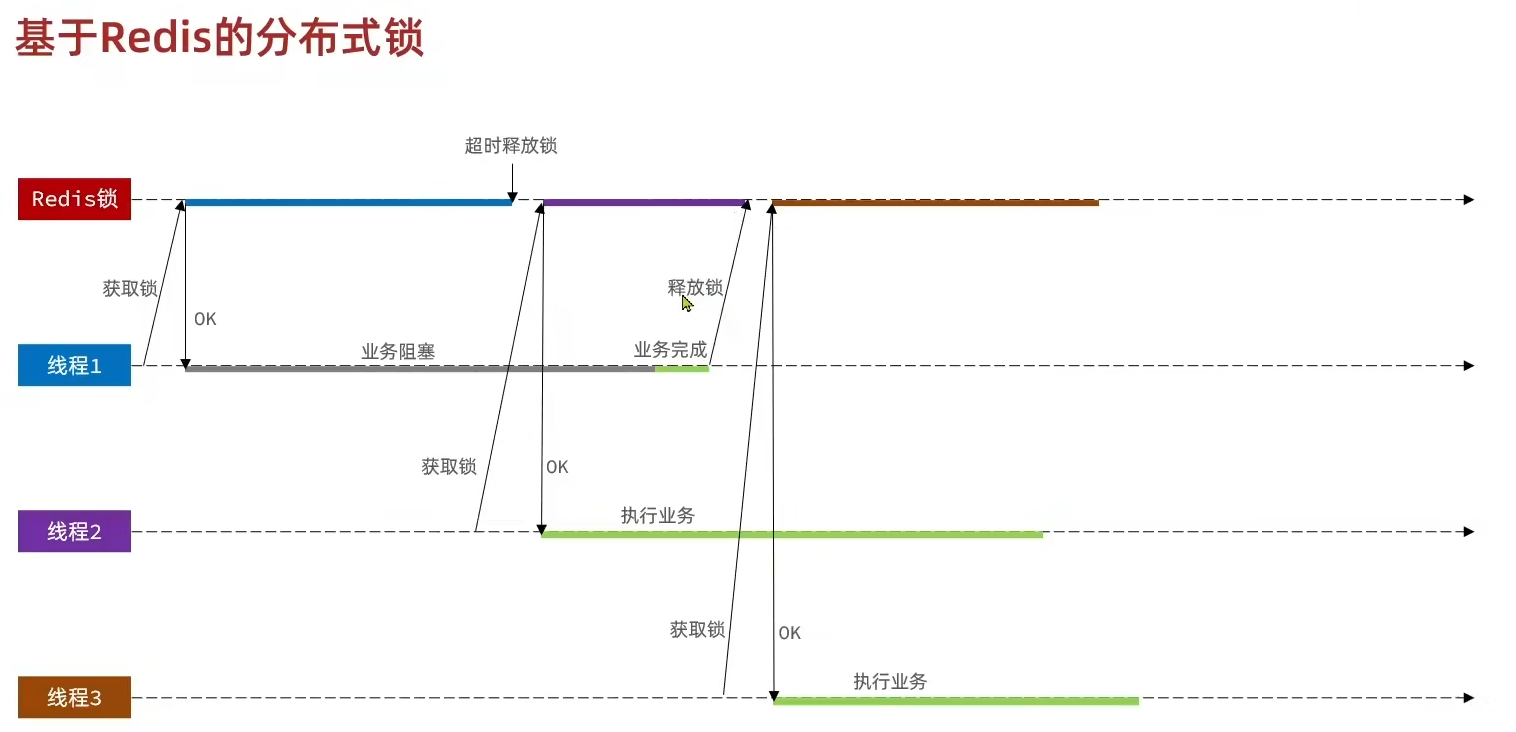 基于Redis的分布式锁
超时释放锁
Redis锁
获取锁
释放锁
OK
线程1
业务阻塞
业务完成
获取锁
OK
线程2
执行业务
获取锁
OK
线程3
执行业务